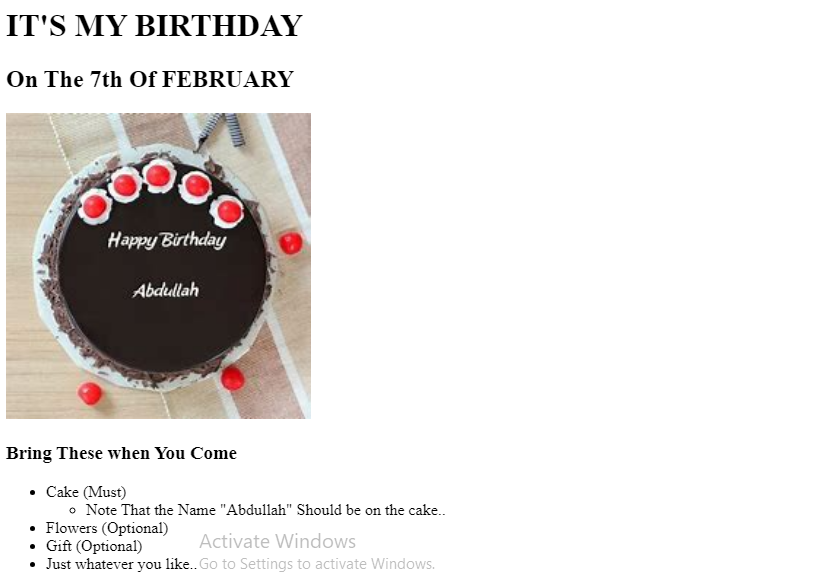 IT'S MY BIRTHDAY
On The 7th Of FEBRUARY
Happy Birthday
Abdullah
Bring These when You Come
Cake (Must)
Note That the Name "Abdullah" Should be on the cake..
Flowers (Optional)
Gift (Optional)
Just whatever you like..
Activate Windows
Go to Settings to activate Windows.